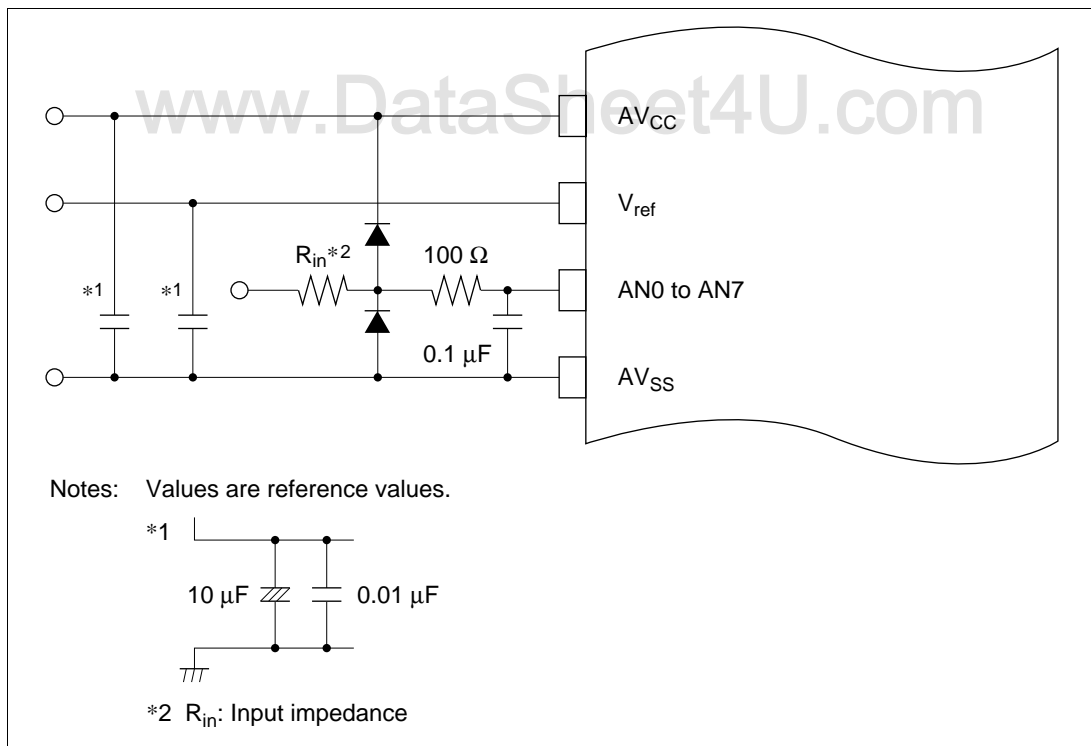 www.DataSheet4U.com
AVCC
Vref
Rin*2
100 Ω
*1
*1
AN0 to AN7
0.1 μF
AVSS
Notes: Values are reference values.
*1
10 μF
0.01 μF
*2 Rin: Input impedance